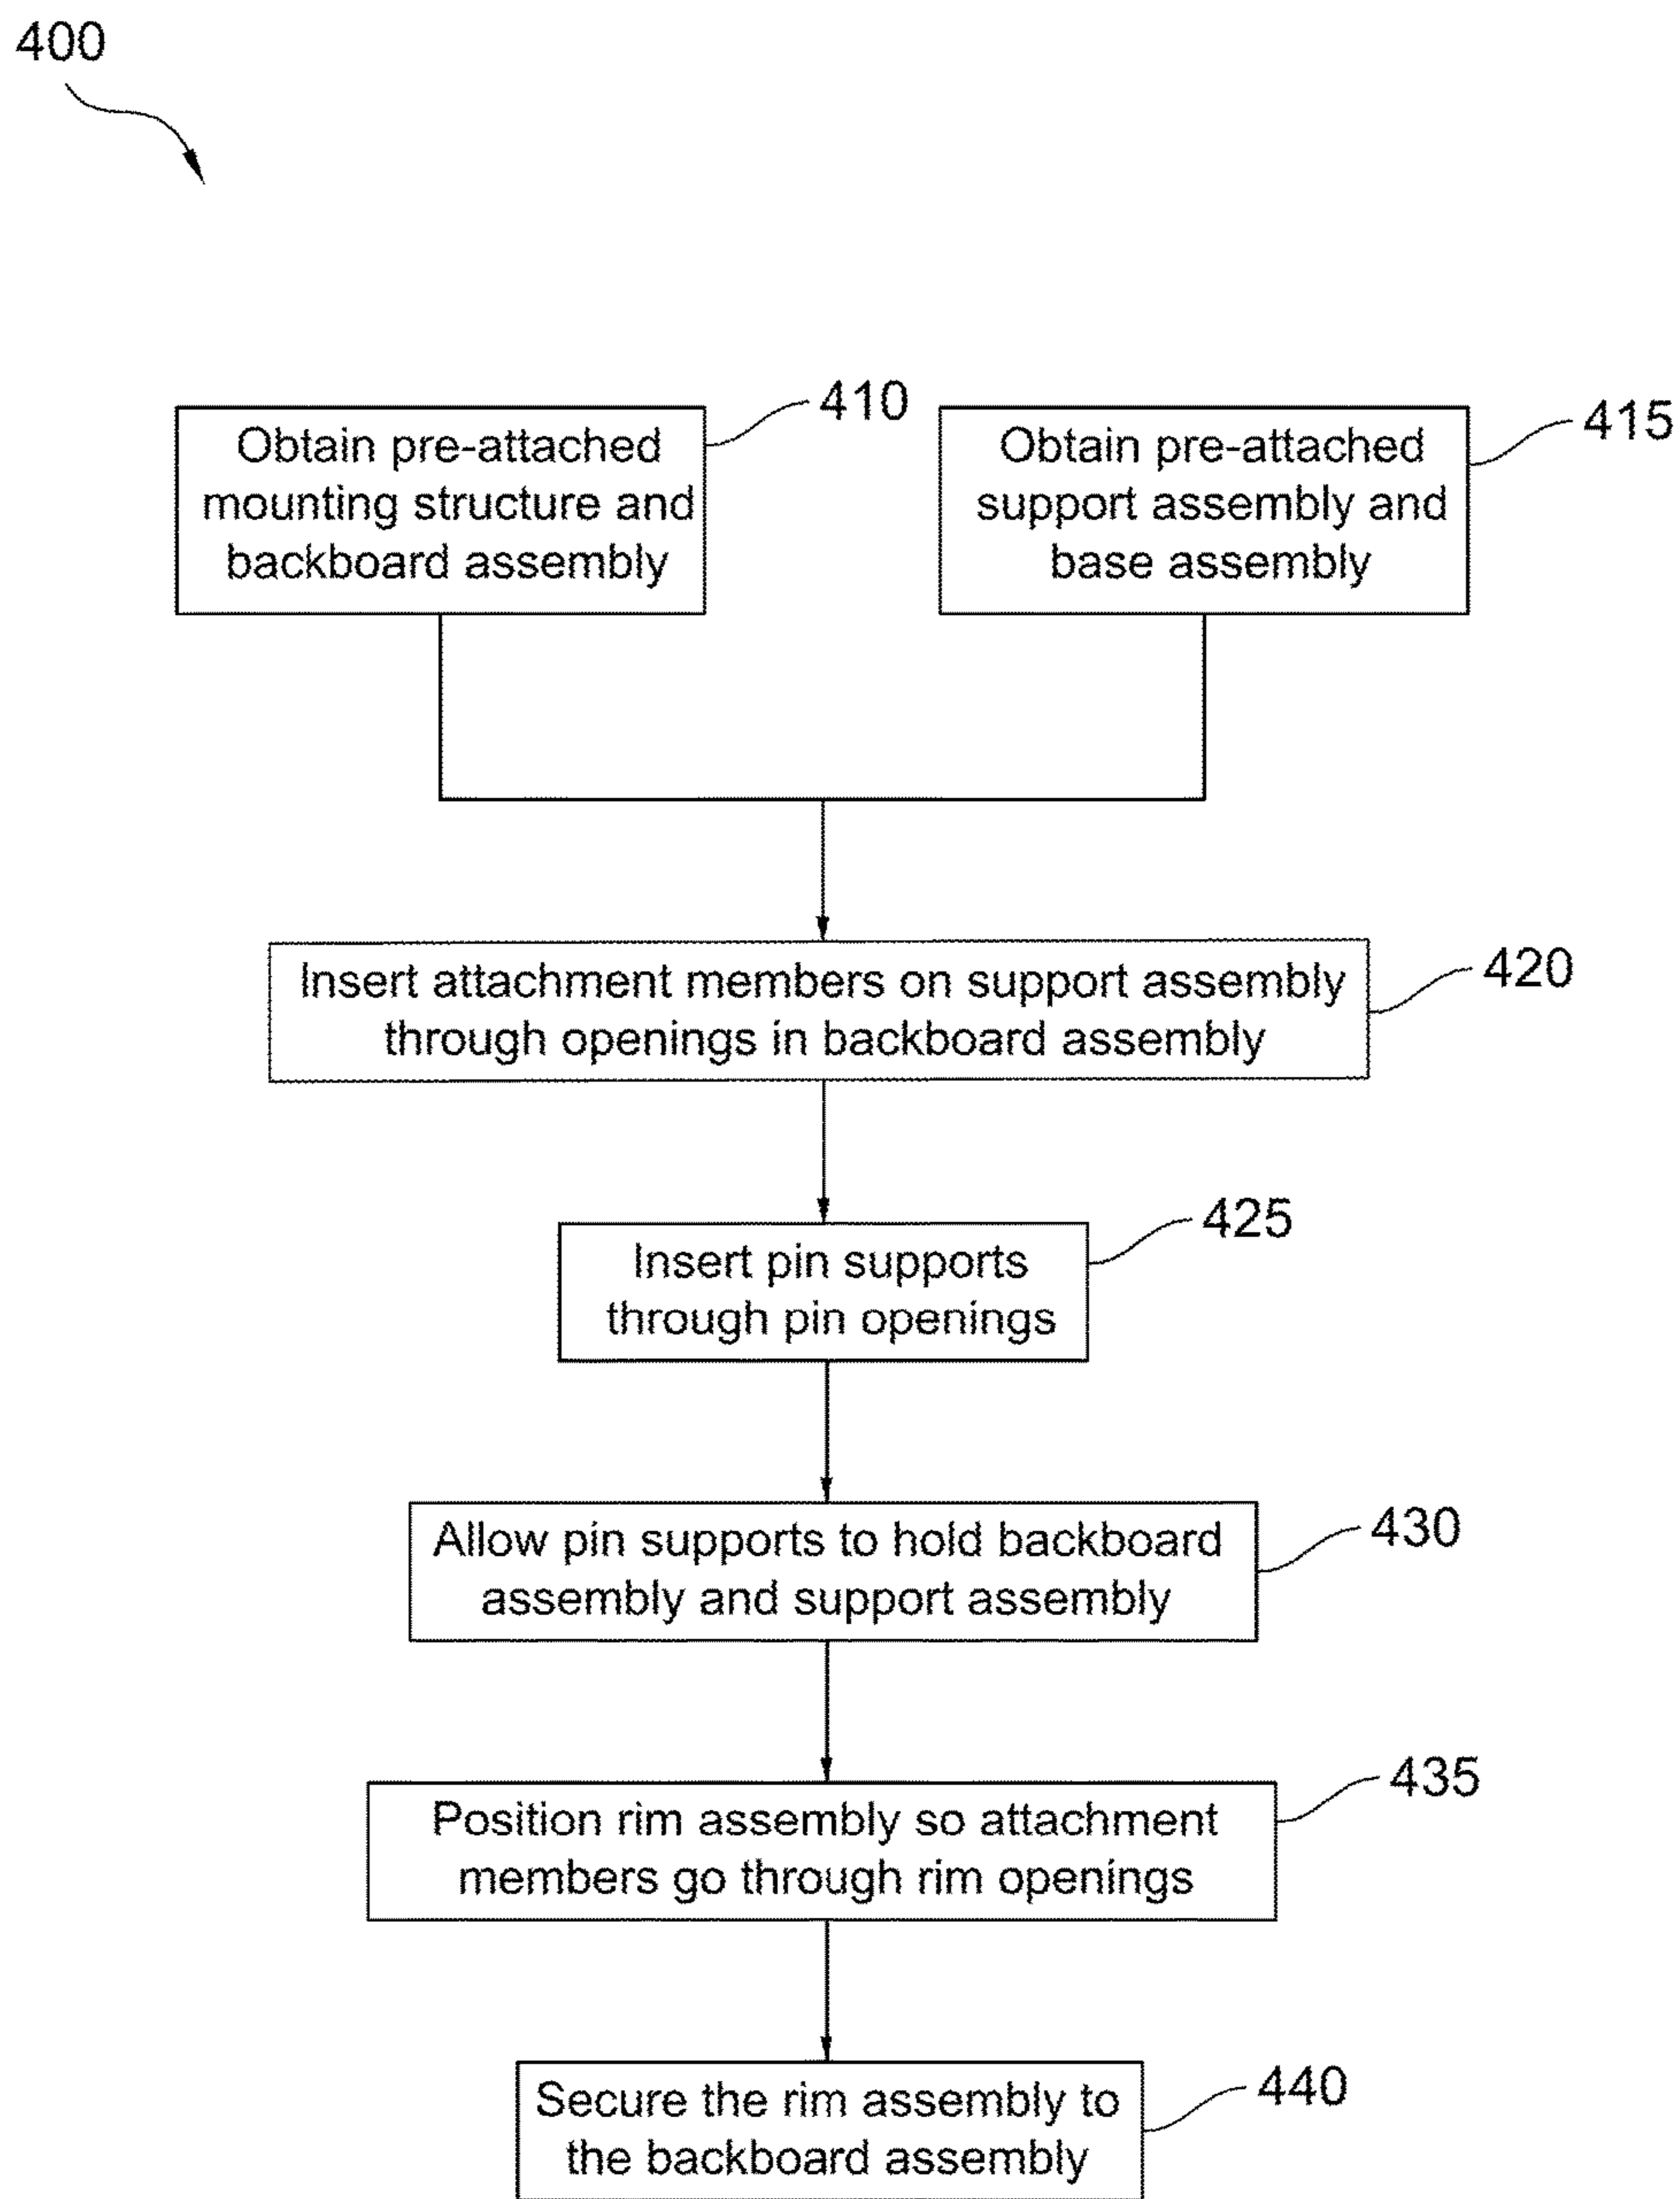 400
410
415
Obtain pre-attached
mounting structure and
backboard assembly
Obtain pre-attached
support assembly and
base assembly
Insert attachment members on support assembly
through openings in backboard assembly
420
Insert pin supports
through pin openings
425
Allow pin supports to hold backboard
assembly and support assembly
430
Position rim assembly so attachment
members go through rim openings
435
Secure the rim assembly to
the backboard assembly
440